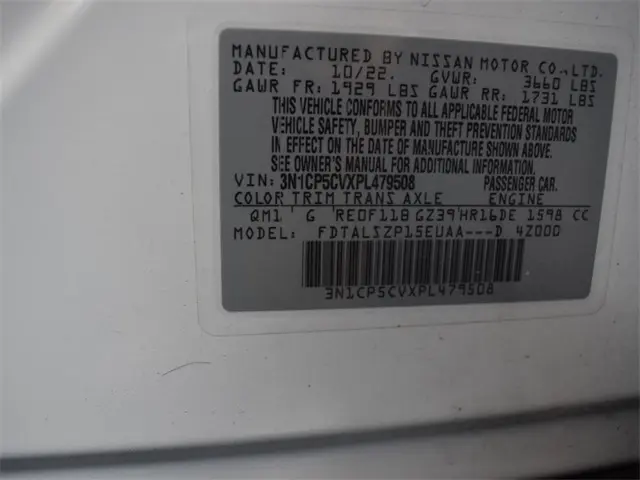 MANUFACTURED BY NISSAN MOTOR CO.,LTD.
DATE: 10/22. GVWR: 3660 LBS
GAWR FR: 1929 LBS GAWR RR: 1731 LBS
THIS VEHICLE CONFORMS TO ALL APPLICABLE FEDERAL MOTOR
VEHICLE SAFETY, BUMPER AND THEFT PREVENTION STANDARDS
IN EFFECT ON THE DATE OF MANUFACTURE SHOWN ABOVE.
SEE OWNER'S MANUAL FOR ADDITIONAL INFORMATION.
VIN: 3N1CP5CVXPL479508 PASSENGER CAR.
COLOR TRIM TRANS AXLE ENGINE
QM1 G RE0F11B GZ39 HR16DE 1598 CC
MODEL: FDTALSZP15EUAA---D 4Z000
3N1CP5CVXPL479508